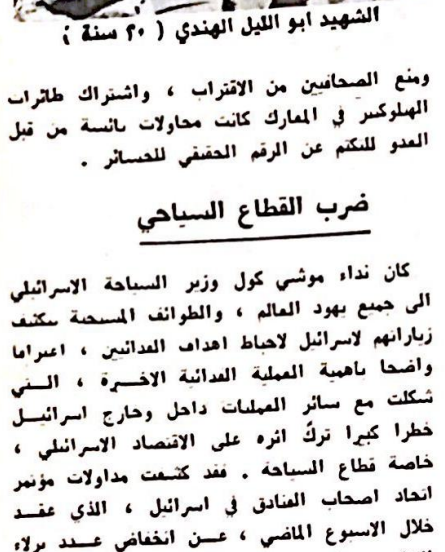 الشهيد ابو الليل الهندي ( ٢٠ سنة )
ومنع الصحافيين من الاقتراب ، واشتراك طائرات
الهيلوكبتر في المعارك كانت محاولات يائسة من قبل
العدو للتكتم عن الرقم الحقيقي للخسائر .
ضرب القطاع السياحي
كان نداء موشي كول وزير السياحة الاسرائيلي
الى جميع يهود العالم ، والطوائف المسيحية بتكثيف
زياراتهم لاسرائيل لاحباط اهداف الفدائيين ، اعترافا
واضحا باهمية العملية الفدائية الاخيرة ، التي
شكلت مع سائر العمليات داخل وخارج اسرائيل
خطرا كبيرا ترك اثره على الاقتصاد الاسرائيلي ،
خاصة قطاع السياحة . فقد كشفت مداولات مؤتمر
اتحاد اصحاب الفنادق في اسرائيل ، الذي عقد
خلال الاسبوع الماضي ، عن انخفاض عدد نزلاء